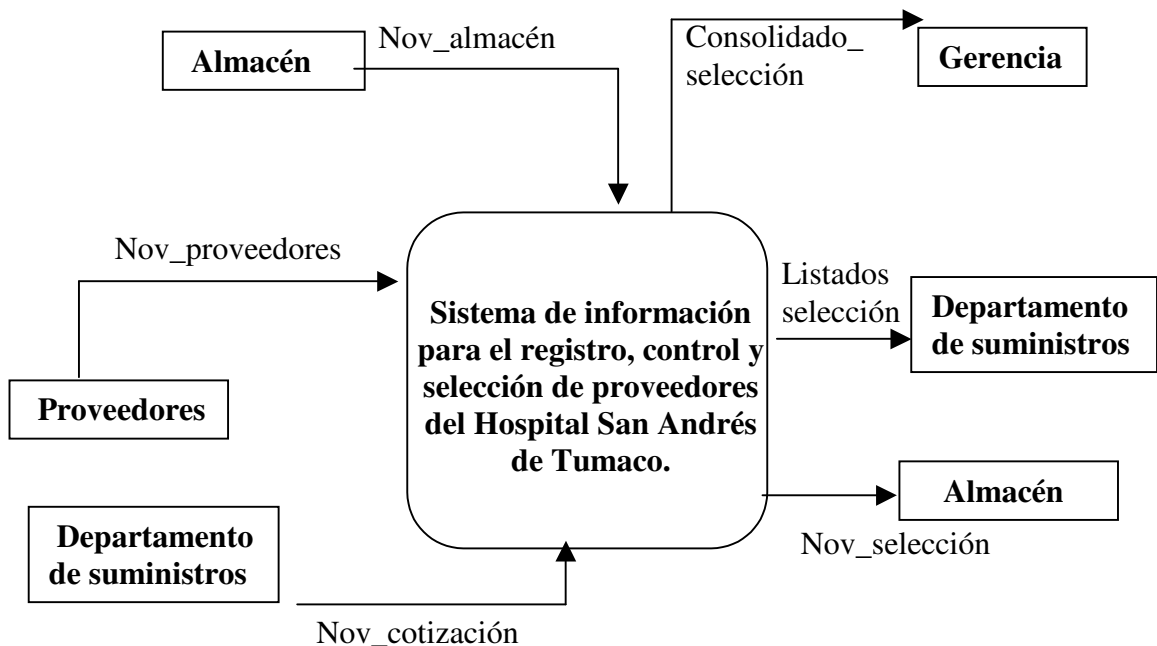 Nov_almacén
Almacén
Consolidado_
selección
Gerencia
Nov_proveedores
Proveedores
Sistema de información
para el registro, control y
selección de proveedores
del Hospital San Andrés
de Tumaco.
Listados
selección
Departamento
de suministros
Almacén
Nov_selección
Departamento
de suministros
Nov_cotización